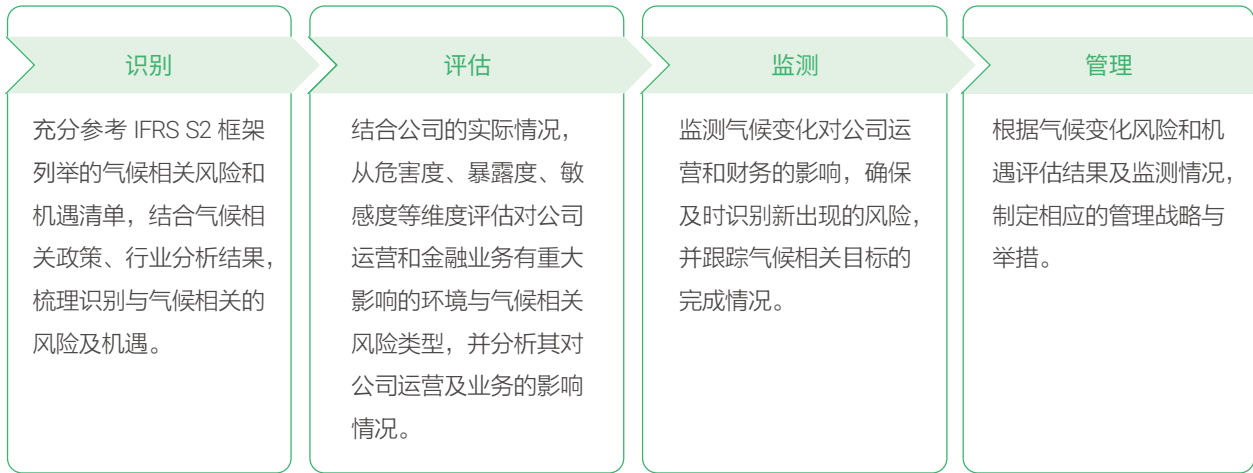 识别
充分参考 IFRS S2 框架
列举的气候相关风险和
机遇清单，结合气候相
关政策、行业分析结果，
梳理识别与气候相关的
风险及机遇。
评估
结合公司的实际情况，
从危害度、暴露度、敏
感度等维度评估对公司
运营和金融业务有重大
影响的环境与气候相关
风险类型，并分析其对
公司运营及业务的影响
情况。
监测
监测气候变化对公司运
营和财务的影响，确保
及时识别新出现的风险，
并跟踪气候相关目标的
完成情况。
管理
根据气候变化风险和机
遇评估结果及监测情况，
制定相应的管理战略与
举措。